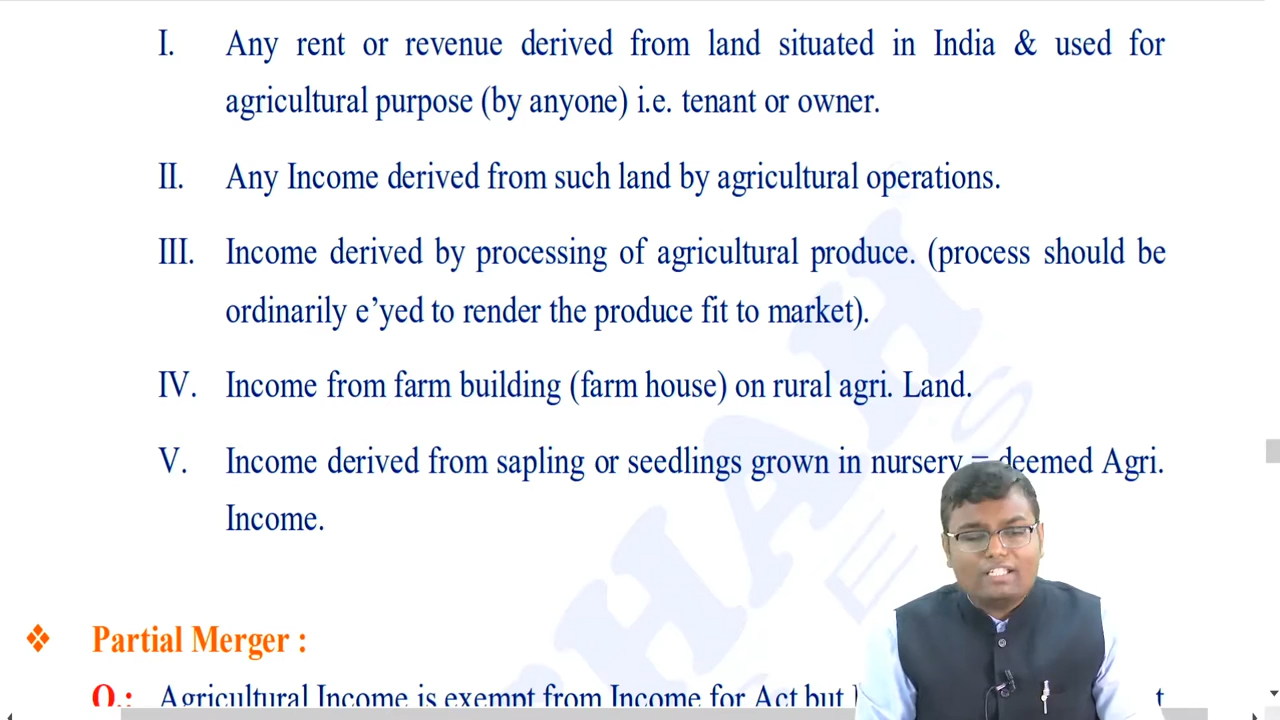 I. Any rent or revenue derived from land situated in India & used for
agricultural purpose (by anyone) i.e. tenant or owner.
II. Any Income derived from such land by agricultural operations.
III. Income derived by processing of agricultural produce. (process should be
ordinarily e’yed to render the produce fit to market).
IV. Income from farm building (farm house) on rural agri. Land.
V. Income derived from sapling or seedlings grown in nursery = deemed Agri.
Income.
❖ Partial Merger :
Q.: Agricultural Income is exempt from Income for Act but